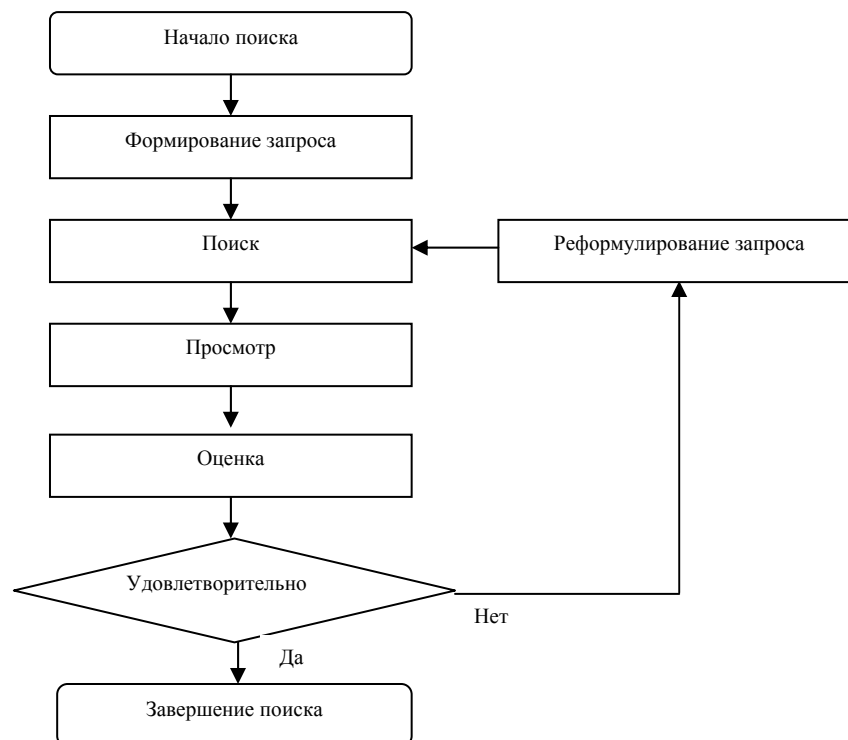 Начало поиска
Формирование запроса
Поиск
Реформулирование запроса
Просмотр
Оценка
Удовлетворительно
Нет
Да
Завершение поиска